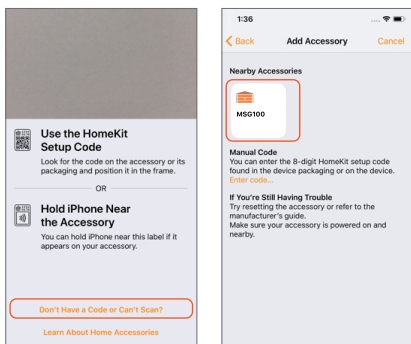 Use the HomeKit
Setup Code
Look for the code on the accessory or its
packaging and position it in the frame.
OR
Hold iPhone Near
the Accessory
You can hold iPhone near this label if it
appears on your accessory.
Don't Have a Code or Can't Scan?
Learn About Home Accessories
1:36
Back Add Accessory Cancel
Nearby Accessories
MSG100
Manual Code
You can enter the 8-digit HomeKit setup code
found in the device packaging or on the device.
Enter code...
If You're Still Having Trouble
Try resetting the accessory or refer to the
manufacturer's guide.
Make sure your accessory is powered on and
nearby.